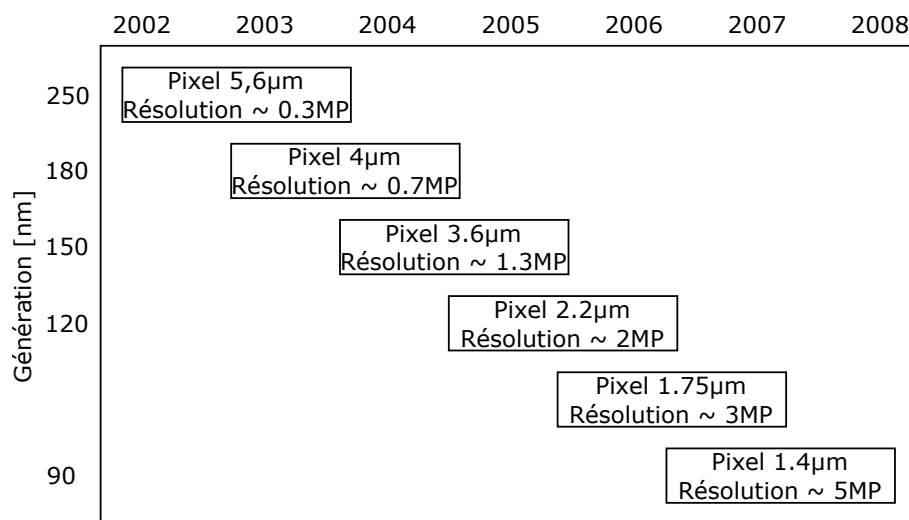 2002 2003 2004 2005 2006 2007 2008
Génération [nm]
250
Pixel 5,6µm
Résolution ~ 0.3MP
180
Pixel 4µm
Résolution ~ 0.7MP
150
Pixel 3.6µm
Résolution ~ 1.3MP
120
Pixel 2.2µm
Résolution ~ 2MP
Pixel 1.75µm
Résolution ~ 3MP
90
Pixel 1.4µm
Résolution ~ 5MP